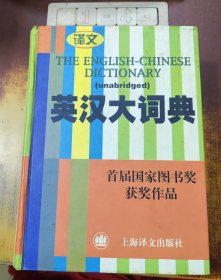 译文
THE ENGLISH-CHINESE
DICTIONARY
(unabridged)
英汉大词典
首届国家图书奖
获奖作品
上海译文出版社